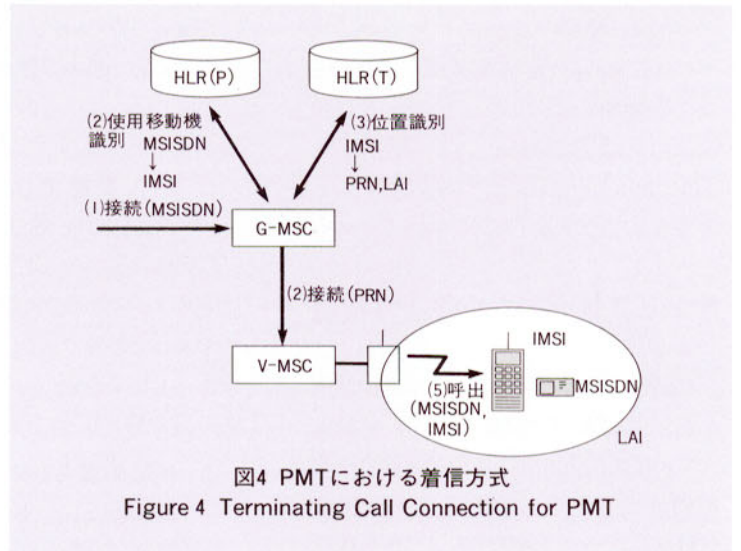 HLR(P)
HLR(T)
(2)使用移動機
識別 MSISDN
↓
IMSI
(3)位置識別
IMSI
↓
PRN,LAI
(1)接続(MSISDN)
G-MSC
(2)接続(PRN)
V-MSC
IMSI
MSISDN
(5)呼出
(MSISDN,
IMSI)
LAI
図4 PMTにおける着信方式
Figure 4 Terminating Call Connection for PMT